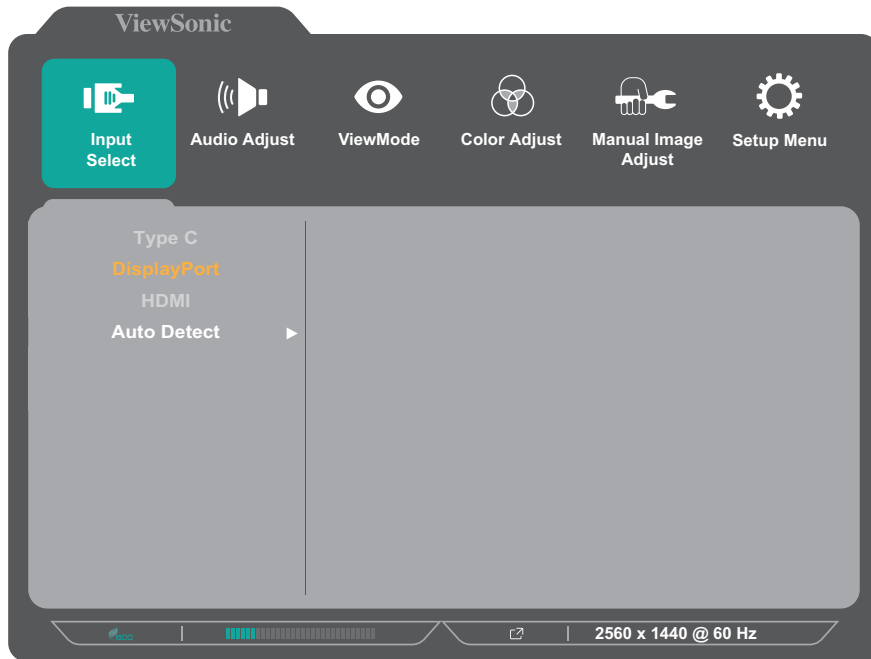 ViewSonic
Input
Select
Audio Adjust
ViewMode
Color Adjust
Manual Image
Adjust
Setup Menu
Type C
DisplayPort
HDMI
Auto Detect
eco
2560 x 1440 @ 60 Hz